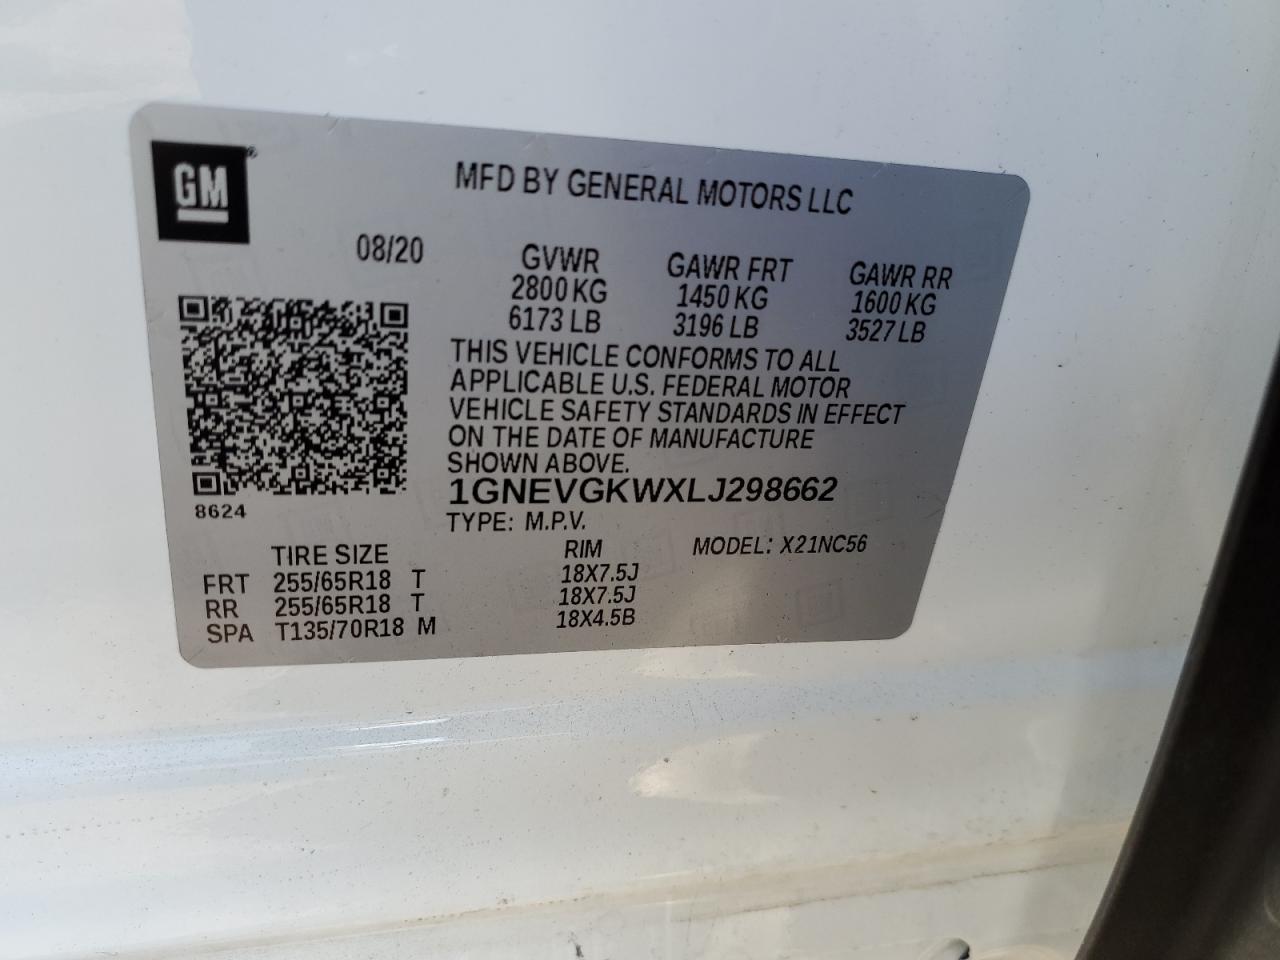 GM
MFD BY GENERAL MOTORS LLC
08/20 GVWR GAWR FRT GAWR RR
2800 KG 1450 KG 1600 KG
6173 LB 3196 LB 3527 LB
THIS VEHICLE CONFORMS TO ALL
APPLICABLE U.S. FEDERAL MOTOR
VEHICLE SAFETY STANDARDS IN EFFECT
ON THE DATE OF MANUFACTURE
SHOWN ABOVE.
1GNEVGKWXLJ298662
8624
TYPE: M.P.V.
TIRE SIZE RIM MODEL: X21NC56
FRT 255/65R18 T 18X7.5J
RR 255/65R18 T 18X7.5J
SPA T135/70R18 M 18X4.5B